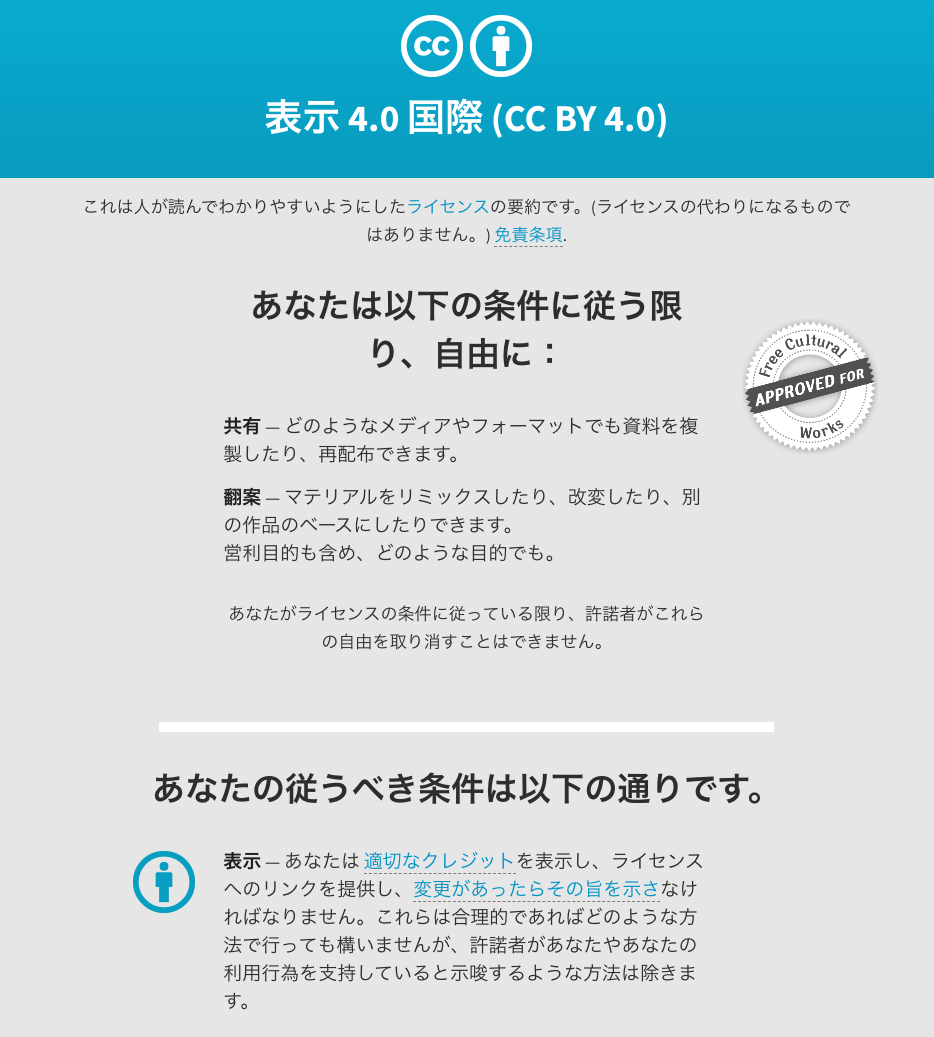 cc
表示 4.0 国際 (CC BY 4.0)
これは人が読んでわかりやすいようにしたライセンスの要約です。(ライセンスの代わりになるもので
はありません。) 免責条項.
あなたは以下の条件に従う限
り、自由に：
Free Cultural
APPROVED FOR
Works
共有 — どのようなメディアやフォーマットでも資料を複
製したり、再配布できます。
翻案 — マテリアルをリミックスしたり、改変したり、別
の作品のベースにしたりできます。
営利目的も含め、どのような目的でも。
あなたがライセンスの条件に従っている限り、許諾者がこれら
の自由を取り消すことはできません。
あなたの従うべき条件は以下の通りです。
表示 — あなたは 適切なクレジットを表示し、ライセンス
へのリンクを提供し、変更があったらその旨を示さなけ
ればなりません。これらは合理的であればどのような方
法で行っても構いませんが、許諾者があなたやあなたの
利用行為を支持していると示唆するような方法は除きま
す。